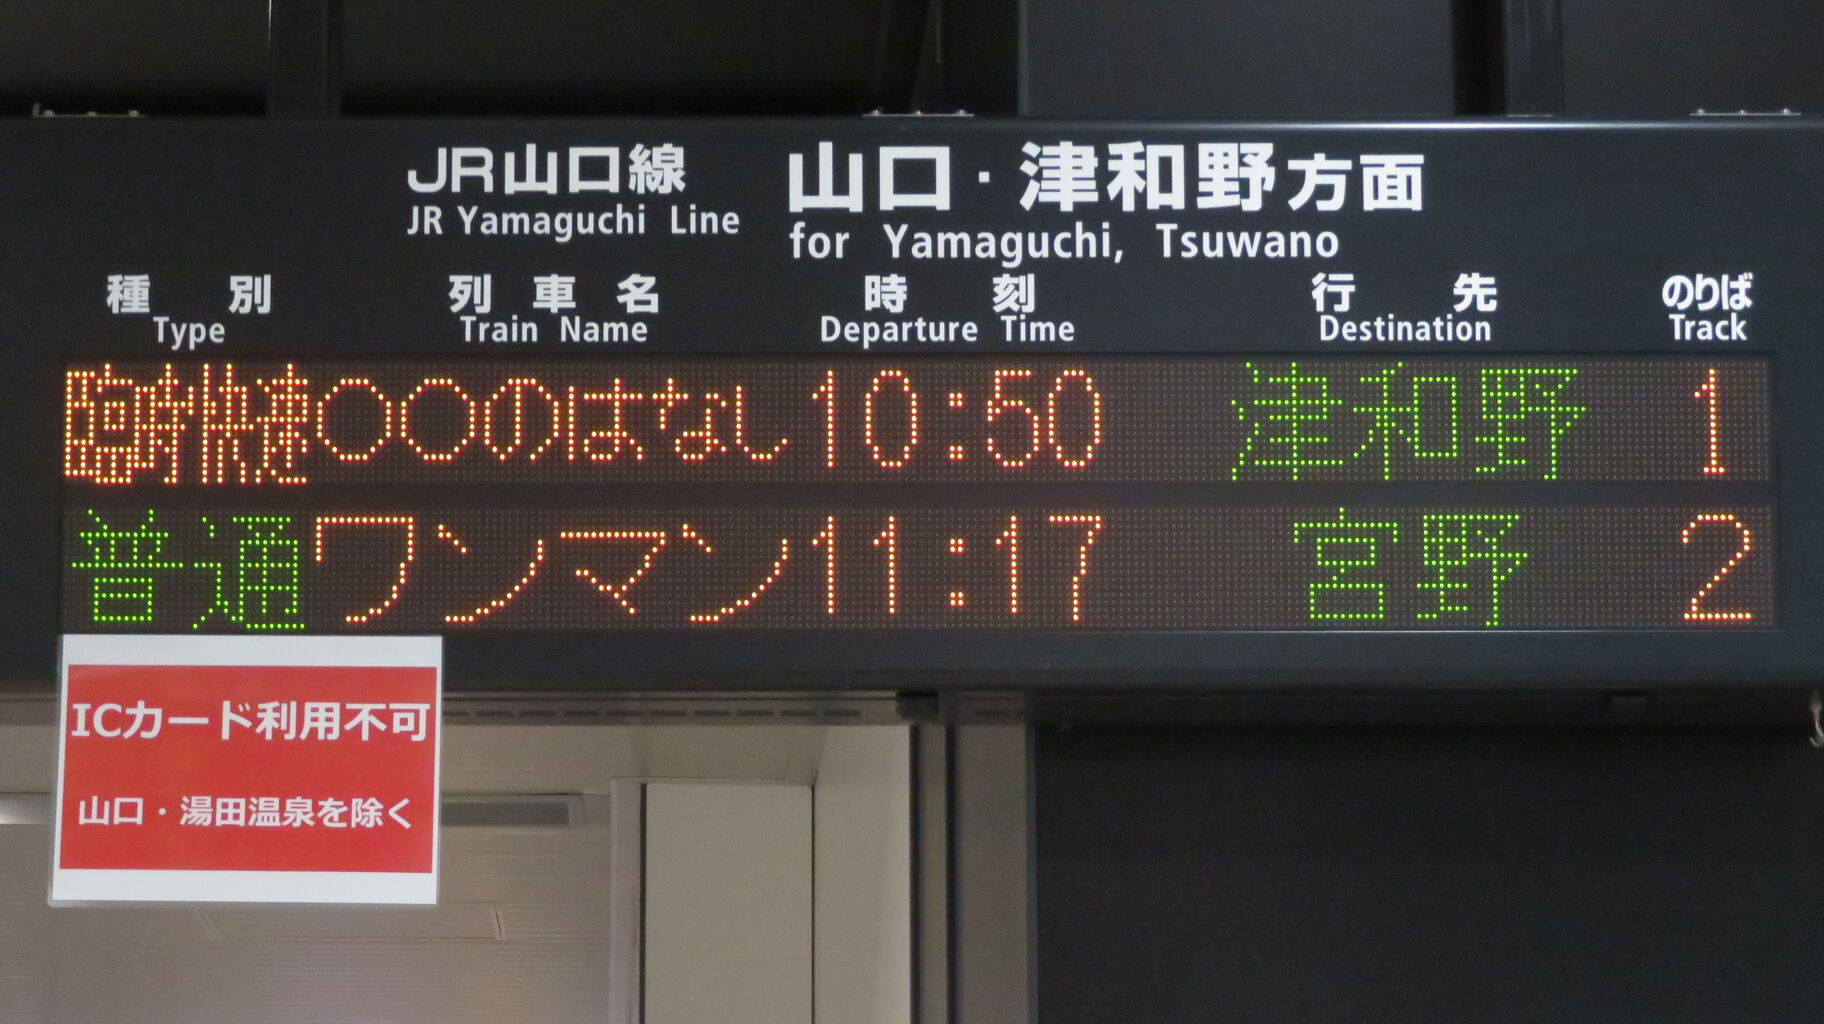 JR山口線 山口・津和野方面
JR Yamaguchi Line for Yamaguchi, Tsuwano
種別 列車名 時刻 行先 のりば
Type Train Name Departure Time Destination Track
臨時快速 〇〇のはなし 10:50 津和野 1
普通 ワンマン 11:17 宮野 2
ICカード利用不可
山口・湯田温泉を除く